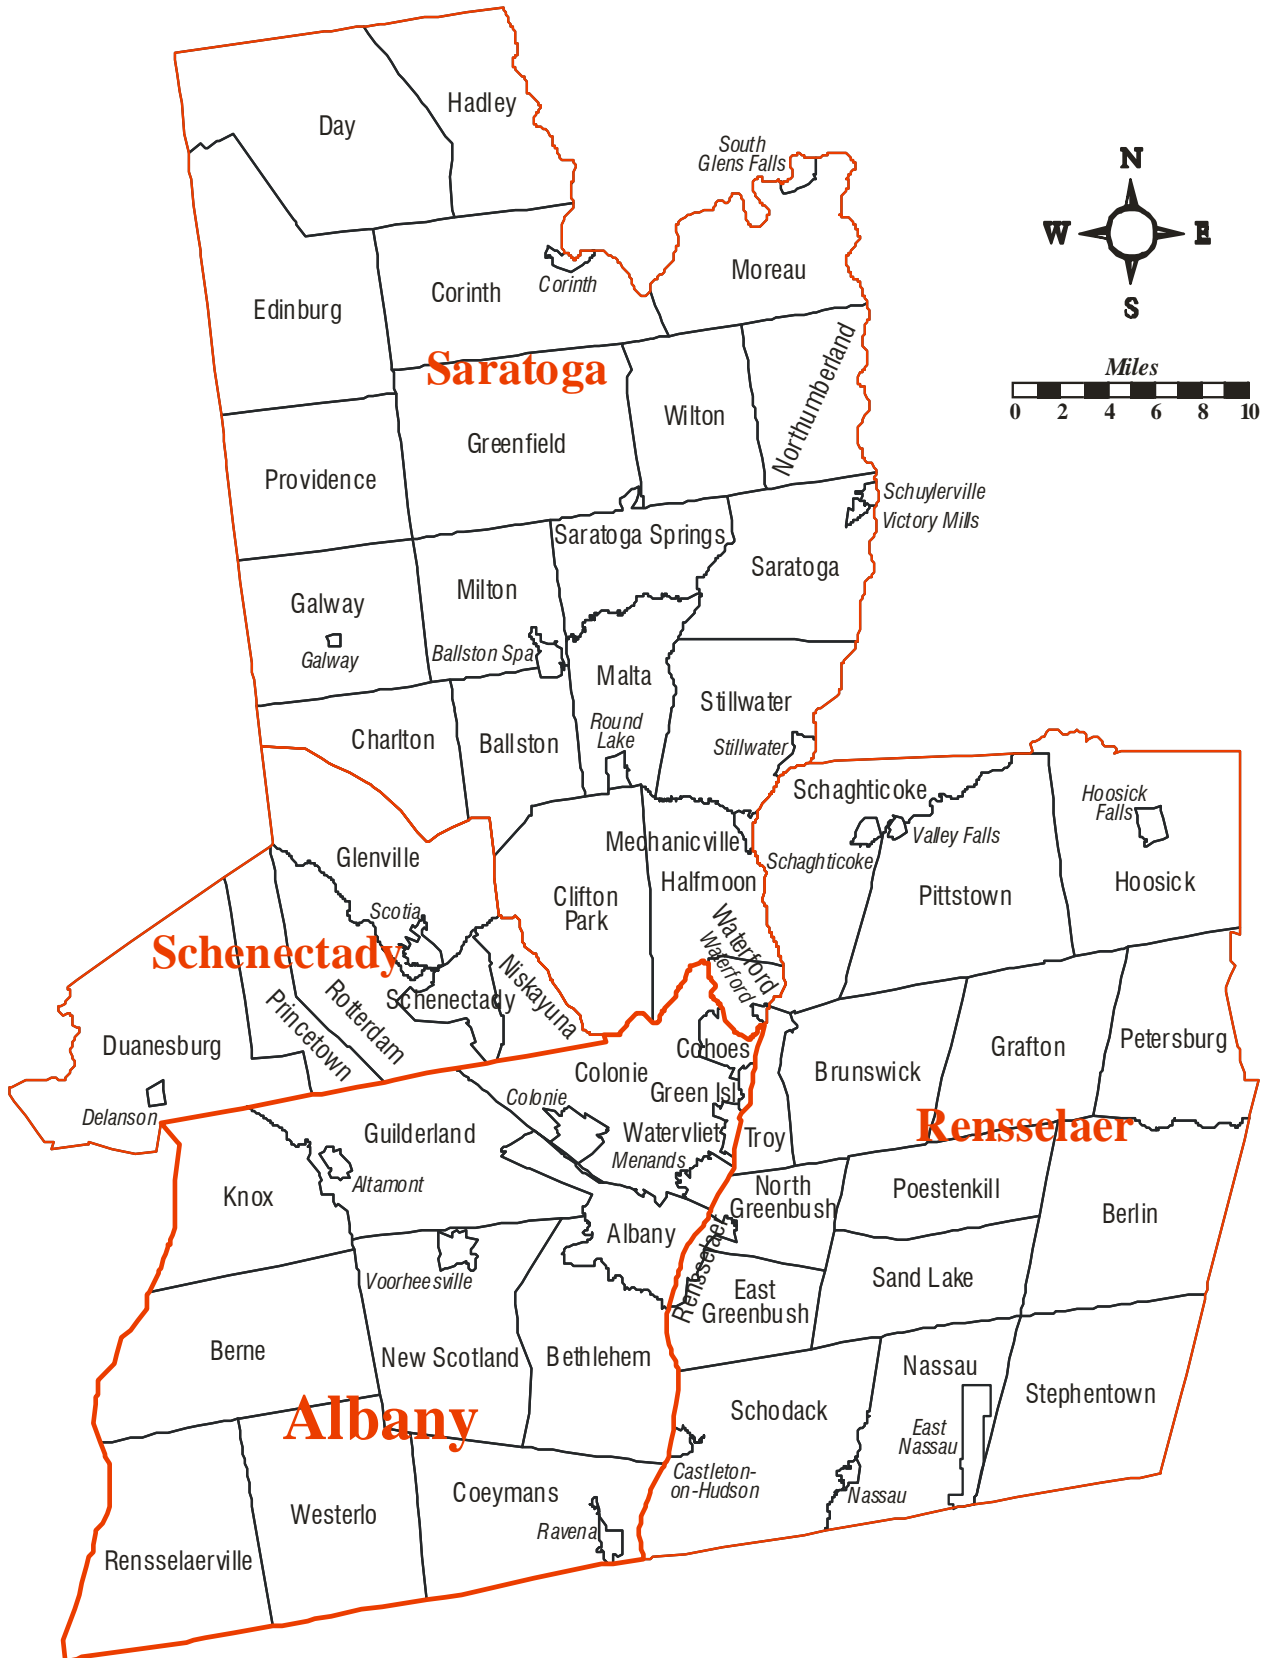 Hadley
Day
South
Glens Falls
N
W
E
S
Moreau
Corinth
Corinth
Edinburg
Saratoga
Miles
0 2 4 6 8 10
Northumberland
Wilton
Greenfield
Providence
Schuylerville
Victory Mills
Saratoga Springs
Saratoga
Milton
Galway
Galway
Ballston Spa
Malta
Stillwater
Round
Lake
Stillwater
Charlton
Ballston
Schaghticoke
Hoosick
Falls
Mechanicville
Valley Falls
Schaghticoke
Glenville
Halfmoon
Hoosick
Clifton
Park
Pittstown
Scotia
Waterford
Waterford
Schenectady
Niskayuna
Schenectady
Rotterdam
Princetown
Duanesburg
Cohoes
Grafton
Petersburg
Colonie
Brunswick
Green Isl
Colonie
Delanson
Rensselaer
Guilderland
Watervliet
Troy
Menands
Altamont
Knox
North
Greenbush
Poestenkill
Berlin
Albany
Rensselaer
Voorheesville
Sand Lake
East
Greenbush
Berne
New Scotland
Bethlehem
Nassau
Stephentown
Albany
Schodack
East
Nassau
Castleton-
on-Hudson
Nassau
Coeymans
Westerlo
Ravena
Rensselaerville